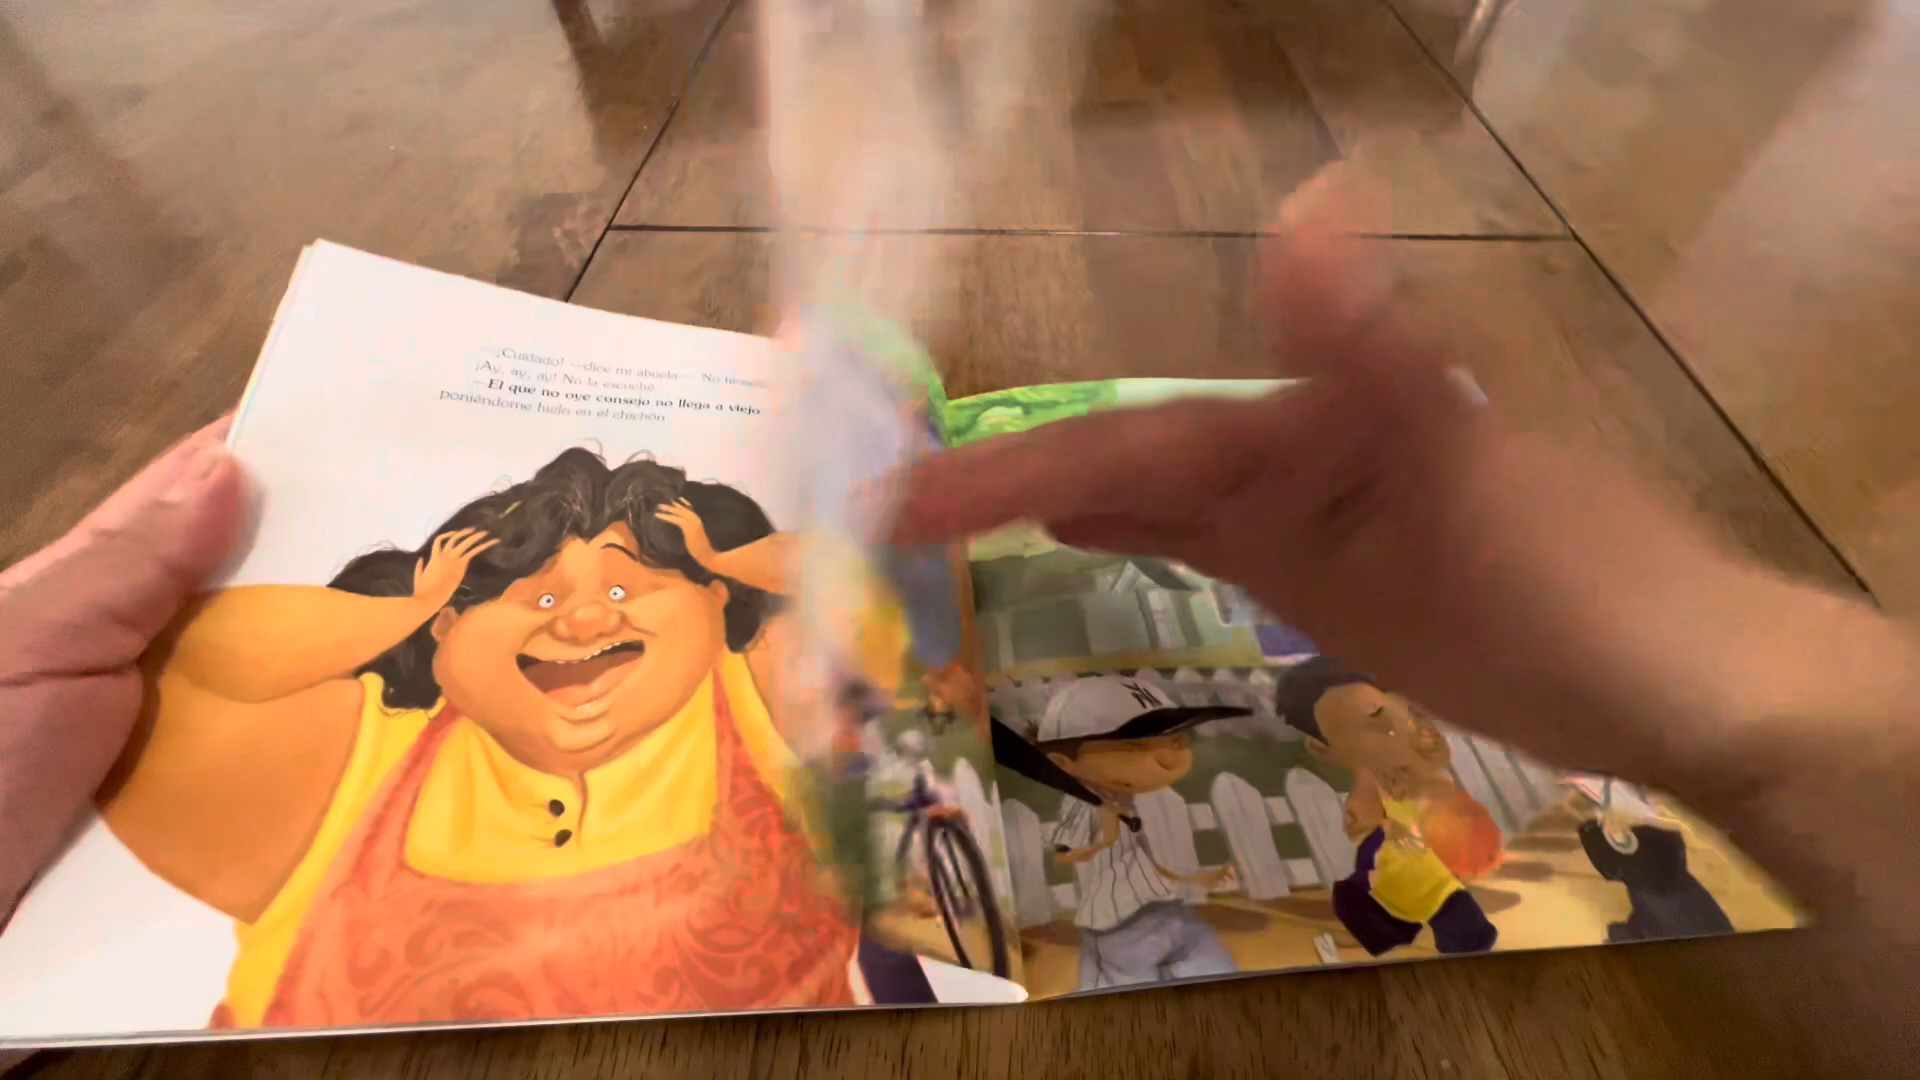 —¡Cuidado! —dice mi abuela—. No
¡Ay, ay, ay! No la escuché.
—El que no oye consejo no llega a viejo
poniéndome hielo en el chichón.
NY